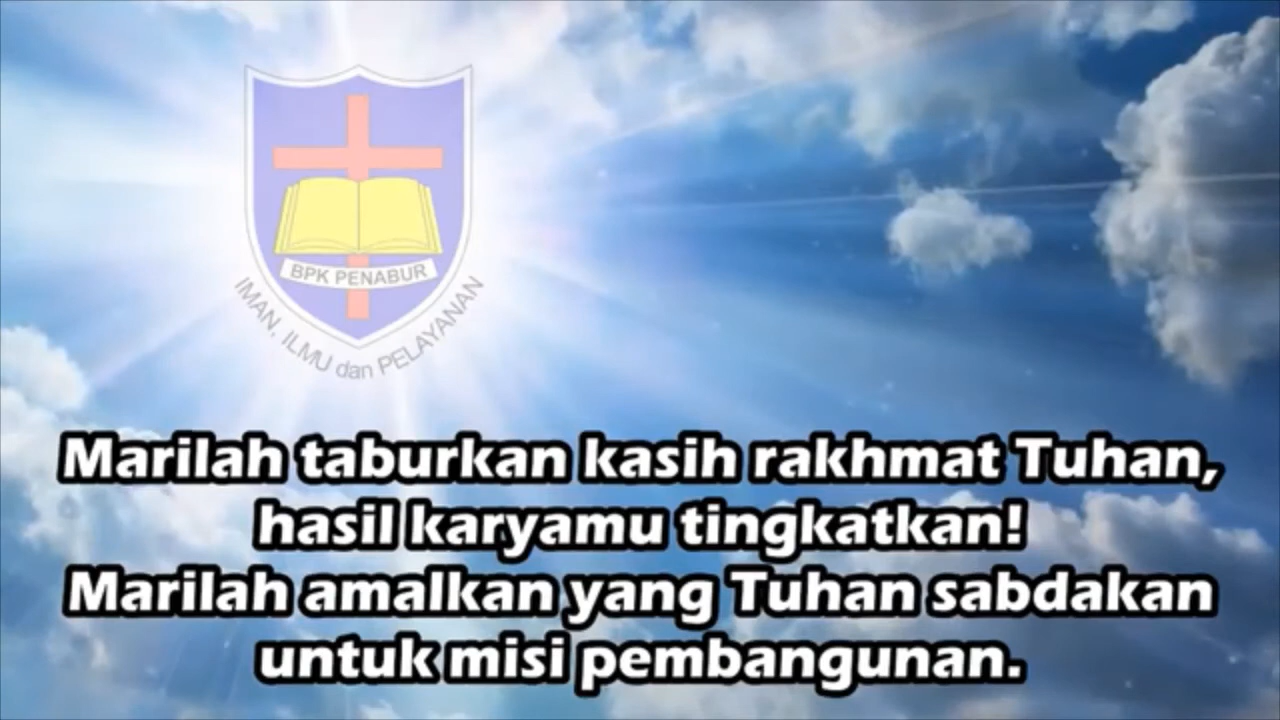 BPK PENABUR
IMAN, ILMU dan PELAYANAN
Marilah taburkan kasih rakhmat Tuhan,
hasil karyamu tingkatkan!
Marilah amalkan yang Tuhan sabdakan
untuk misi pembangunan.